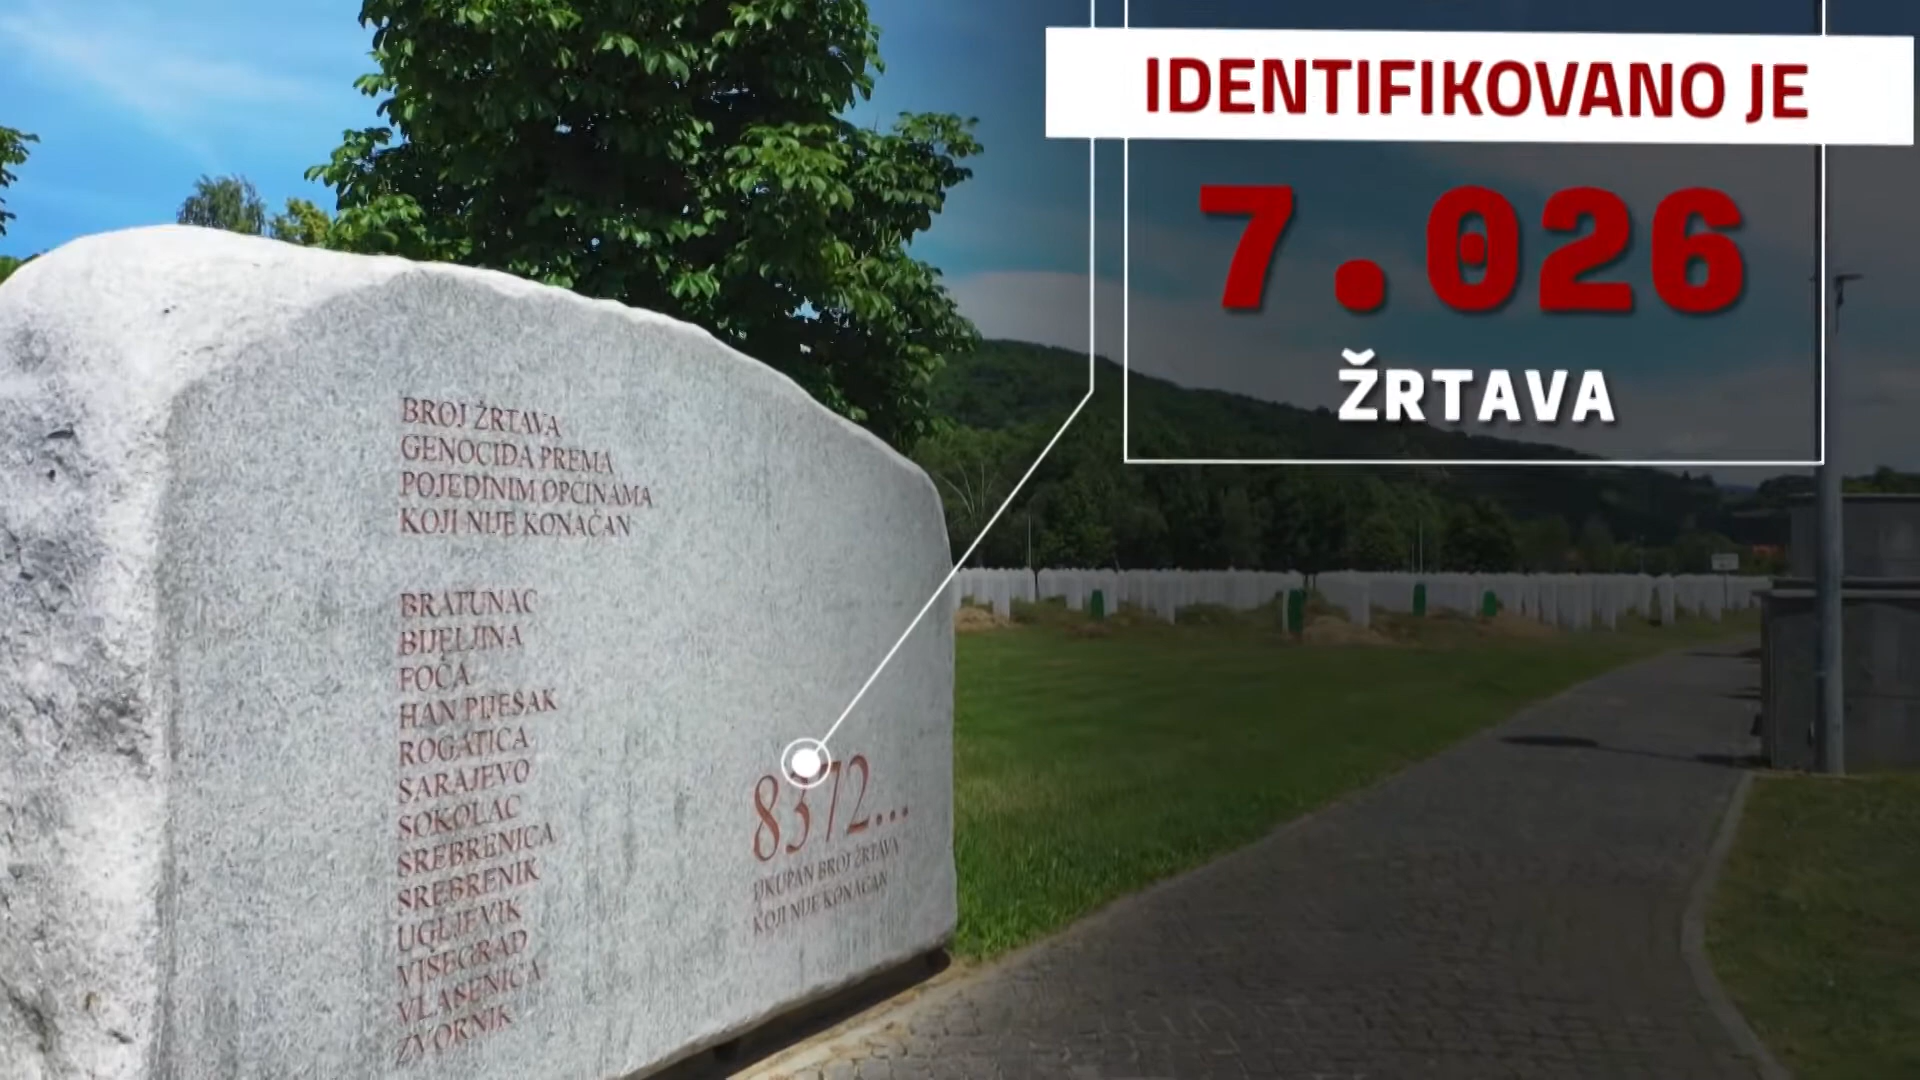 IDENTIFIKOVANO JE
7.026
ŽRTAVA
BROJ ŽRTAVA
GENOCIDA PREMA
POJEDINIM OPĆINAMA
KOJI NIJE KONAČAN
BRATUNAC
BIJELJINA
FOČA
HAN PIJESAK
ROGATICA
SARAJEVO
SOKOLAC
SREBRENICA
SREBRENIK
UGLJEVIK
VIŠEGRAD
VLASENICA
ZVORNIK
8372...
UKUPAN BROJ ŽRTAVA
KOJI NIJE KONAČAN